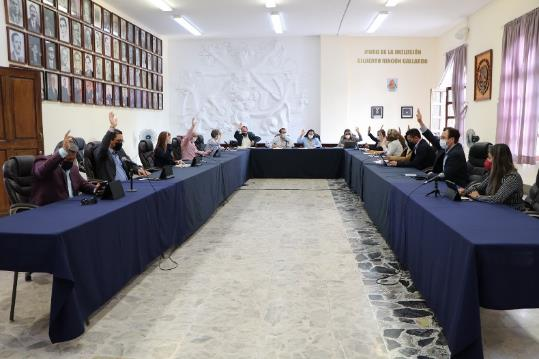 MURO DE LA INCLUSIÓN
GILBERTO RINCÓN GALLARDO